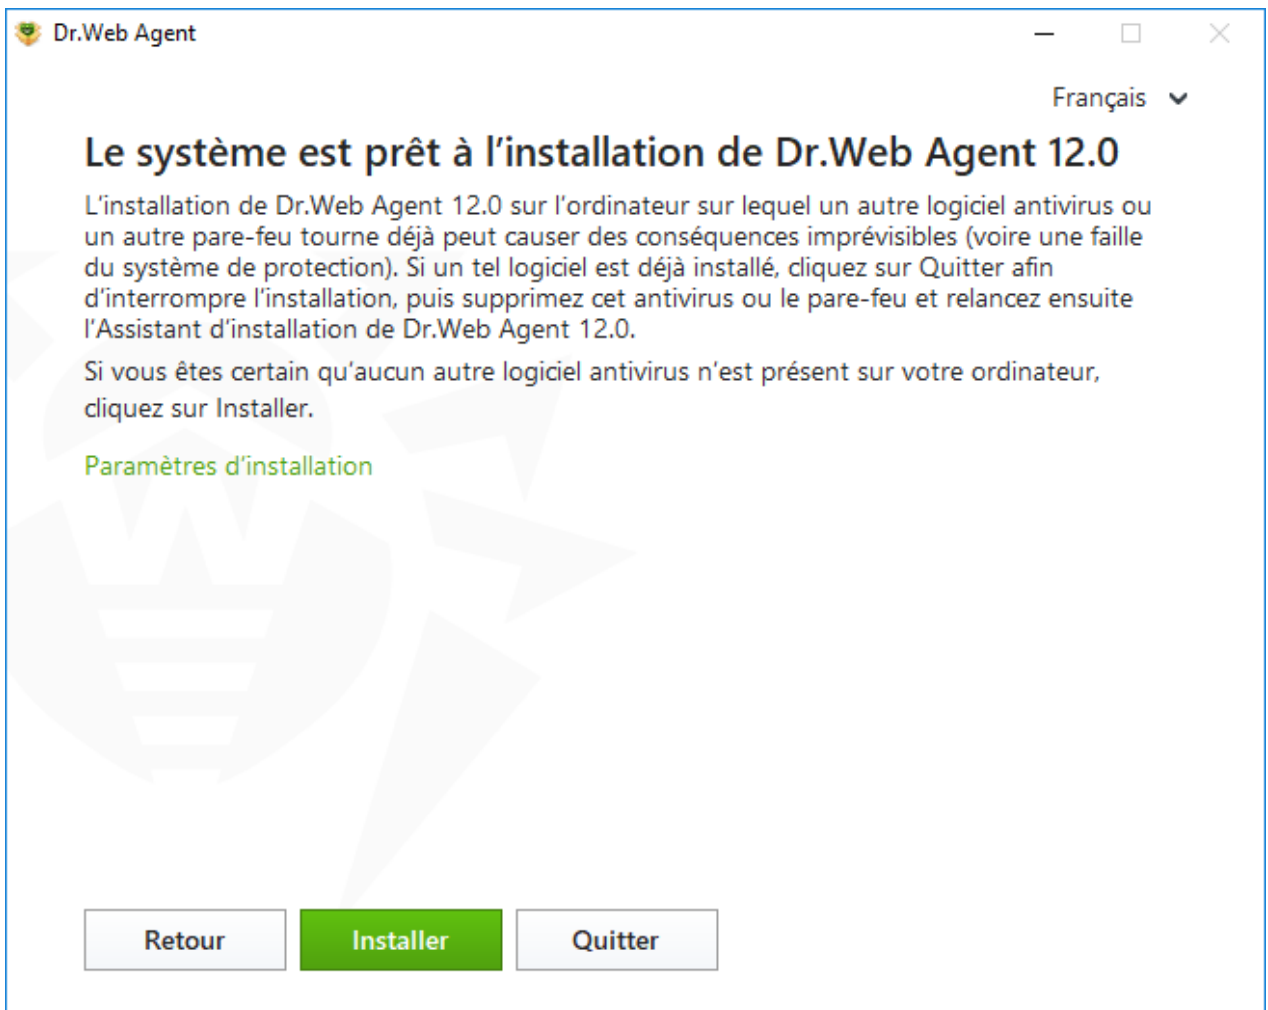 Dr.Web Agent
Français
Le système est prêt à l'installation de Dr.Web Agent 12.0
L'installation de Dr.Web Agent 12.0 sur l'ordinateur sur lequel un autre logiciel antivirus ou
un autre pare-feu tourne déjà peut causer des conséquences imprévisibles (voire une faille
du système de protection). Si un tel logiciel est déjà installé, cliquez sur Quitter afin
d'interrompre l'installation, puis supprimez cet antivirus ou le pare-feu et relancez ensuite
l'Assistant d'installation de Dr.Web Agent 12.0.
Si vous êtes certain qu'aucun autre logiciel antivirus n'est présent sur votre ordinateur,
cliquez sur Installer.
Paramètres d'installation
Retour Installer Quitter